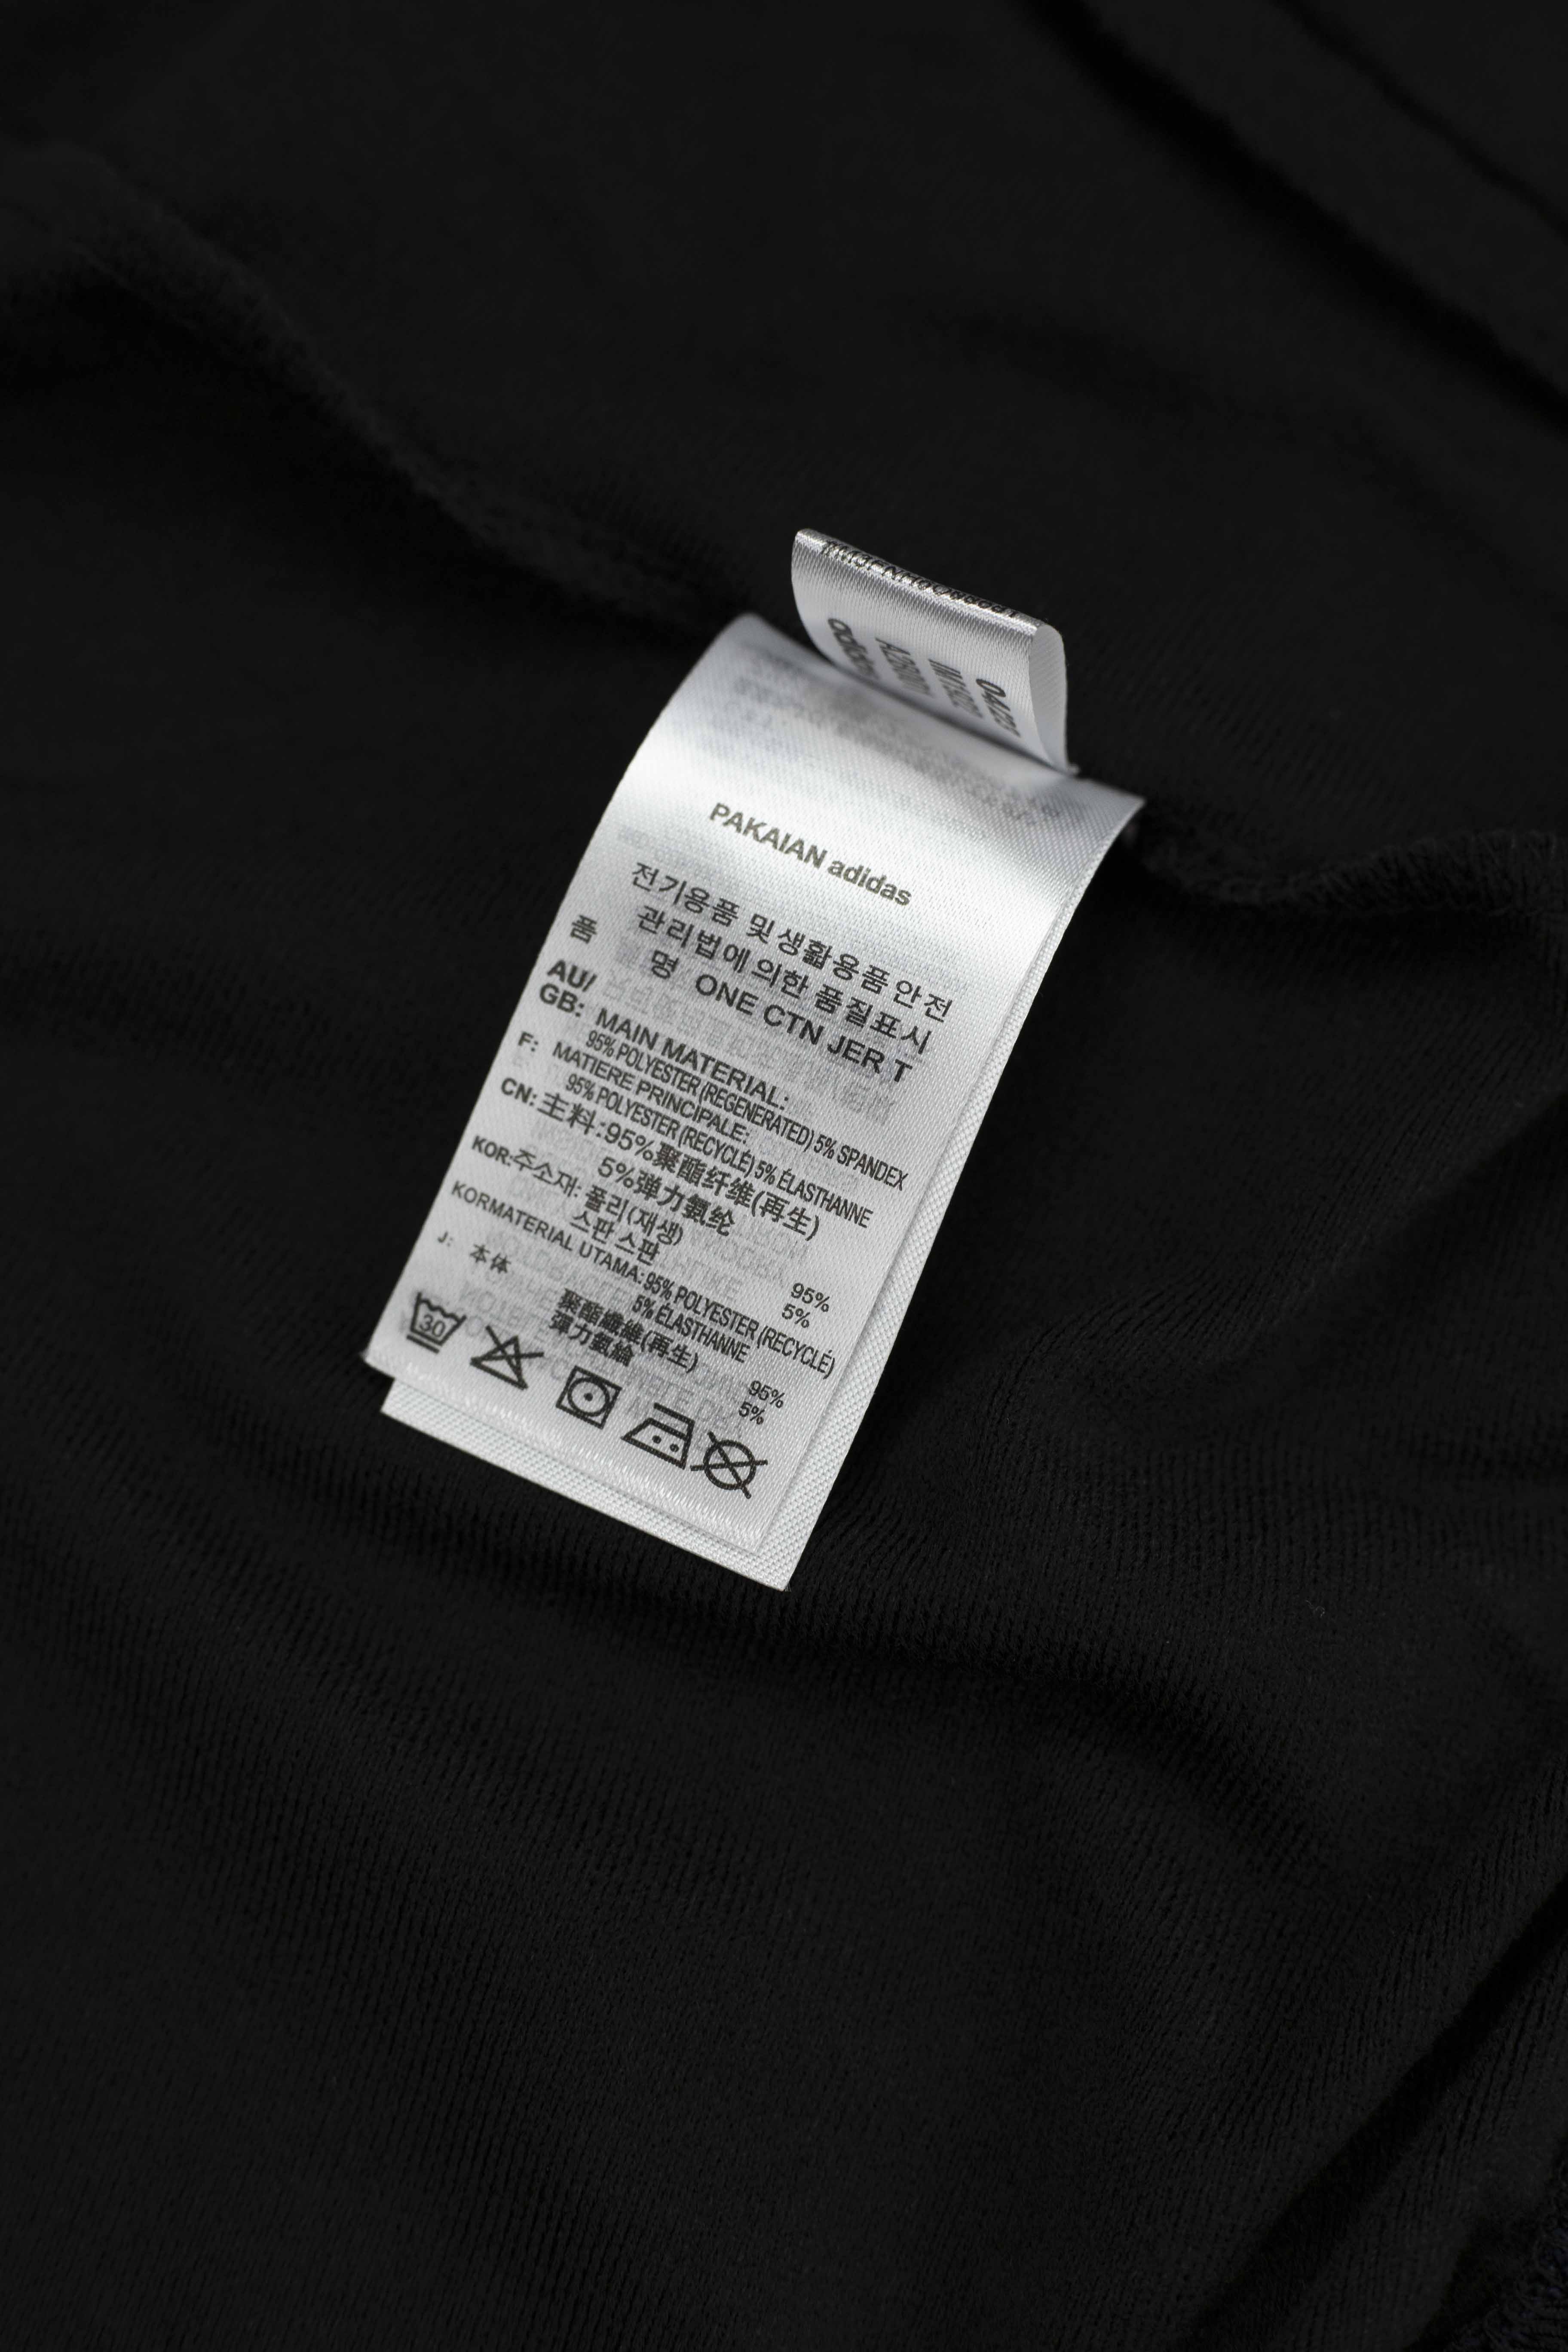 04/21
adidas
PAKAIAN adidas
전기용품 및 생활용품안전
관리법에 의한 품질표시
품 명 ONE CTN JER T
AU/
GB: MAIN MATERIAL:
95% POLYESTER (REGENERATED) 5% SPANDEX
F: MATIERE PRINCIPALE:
95% POLYESTER (RECYCLÉ) 5% ÉLASTHANNE
CN: 主料:95%聚酯纤维(再生)
5%弹力氨纶
KOR:주소재: 폴리(재생) 95%
스판 스판 5%
KORMATERIAL UTAMA: 95% POLYESTER (RECYCLÉ)
5% ÉLASTHANNE
J: 本体 聚酯纖維(再生) 95%
彈力氨綸 5%
30